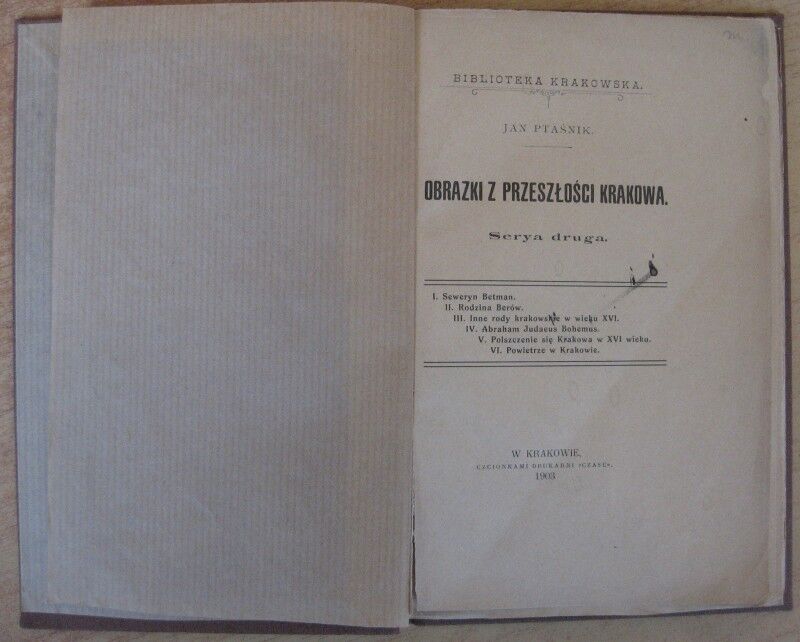 BIBLIOTEKA KRAKOWSKA.
JAN PTAŚNIK.
OBRAZKI Z PRZESZŁOŚCI KRAKOWA.
Serya druga.
I. Seweryn Betman.
II. Rodzina Berów.
III. Inne rody krakowskie w wieku XVI.
IV. Abraham Judaeus Bohemus.
V. Polszczenie się Krakowa w XVI wieku.
VI. Powietrze w Krakowie.
W KRAKOWIE,
CZCIONKAMI DRUKARNI »CZASU«.
1903